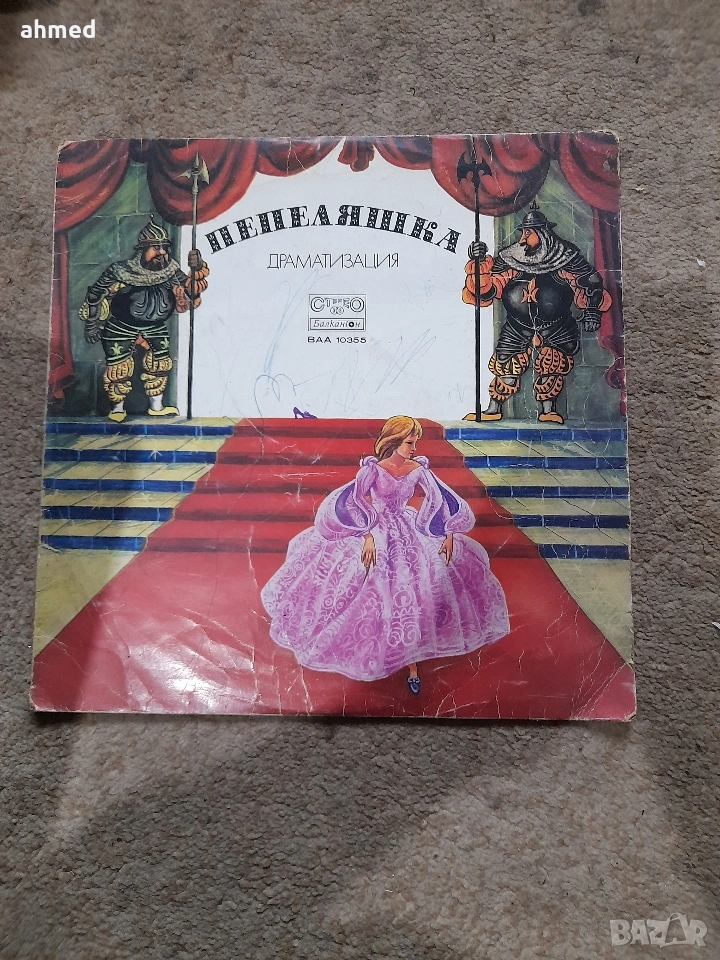 ahmed
ПЕПЕЛЯШКА
ДРАМАТИЗАЦИЯ
СТЕРЕО
Балкантон
ВАА 10355
BAZAR